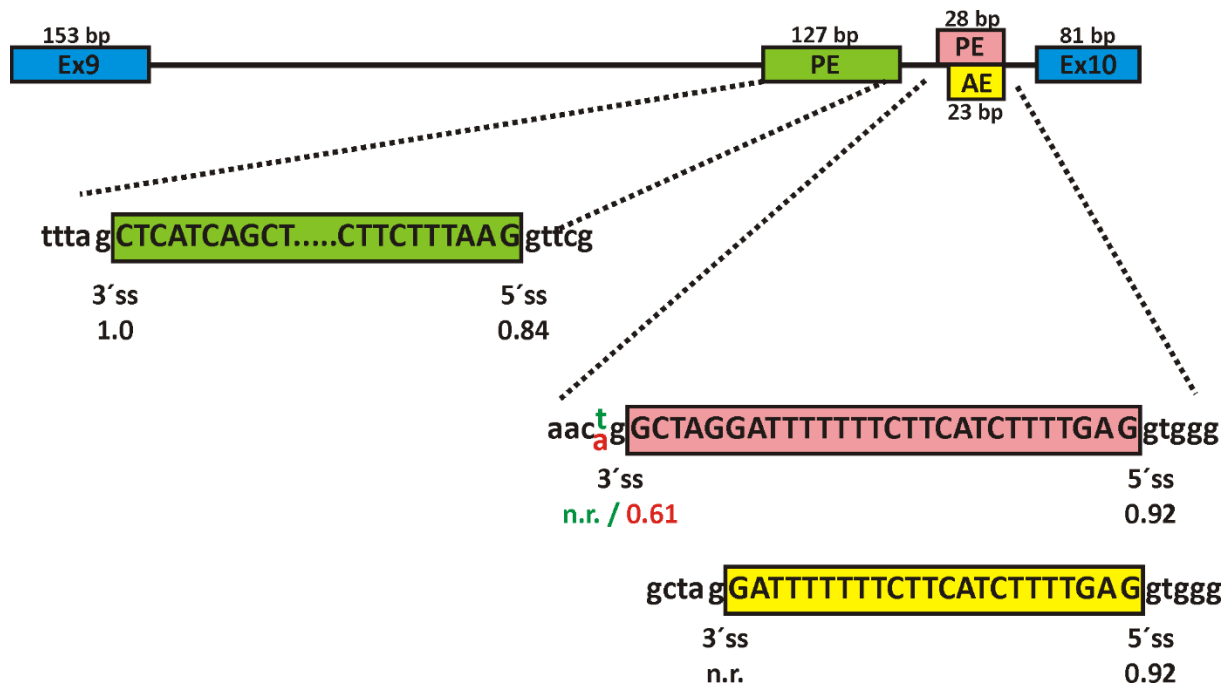 153 bp 127 bp 28 bp 81 bp
Ex9 PE PE Ex10
AE
23 bp
tttag CTCATCAGCT.....CTTCTTTAAG gttcg
3´ss 5´ss
1.0 0.84
t
aac g GCTAGGATTTTTTTCTTCATCTTTTGAG gtggg
a
3´ss 5´ss
n.r. / 0.61 0.92
gctag GATTTTTTTCTTCATCTTTTGAG gtggg
3´ss 5´ss
n.r. 0.92